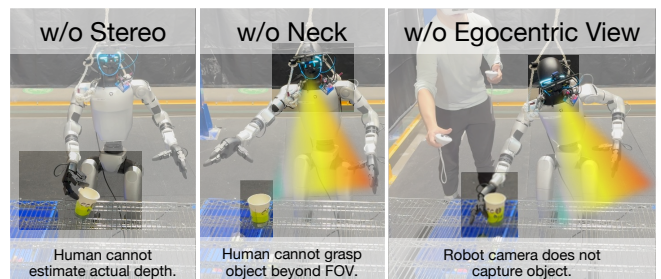 w/o Stereo
w/o Neck
w/o Egocentric View
Human cannot
estimate actual depth.
Human cannot grasp
object beyond FOV.
Robot camera does not
capture object.